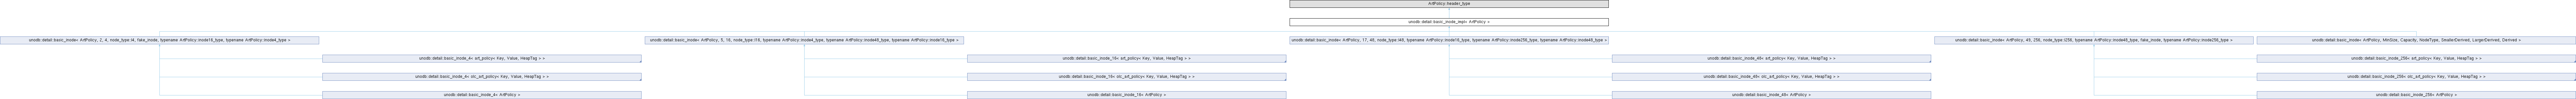 ArtPolicy::header_type
unodb::detail::basic_inode_impl< ArtPolicy >
unodb::detail::basic_inode< ArtPolicy, 2, 4, node_type::I4, fake_inode, typename ArtPolicy::inode16_type, typename ArtPolicy::inode4_type >
unodb::detail::basic_inode< ArtPolicy, 5, 16, node_type::I16, typename ArtPolicy::inode4_type, typename ArtPolicy::inode48_type, typename ArtPolicy::inode16_type >
unodb::detail::basic_inode< ArtPolicy, 17, 48, node_type::I48, typename ArtPolicy::inode16_type, typename ArtPolicy::inode256_type, typename ArtPolicy::inode48_type >
unodb::detail::basic_inode< ArtPolicy, 49, 256, node_type::I256, typename ArtPolicy::inode48_type, fake_inode, typename ArtPolicy::inode256_type >
unodb::detail::basic_inode< ArtPolicy, MinSize, Capacity, NodeType, SmallerDerived, LargerDerived, Derived >
unodb::detail::basic_inode_4< art_policy< Key, Value, HeapTag > >
unodb::detail::basic_inode_16< art_policy< Key, Value, HeapTag > >
unodb::detail::basic_inode_48< art_policy< Key, Value, HeapTag > >
unodb::detail::basic_inode_256< art_policy< Key, Value, HeapTag > >
unodb::detail::basic_inode_4< olc_art_policy< Key, Value, HeapTag > >
unodb::detail::basic_inode_16< olc_art_policy< Key, Value, HeapTag > >
unodb::detail::basic_inode_48< olc_art_policy< Key, Value, HeapTag > >
unodb::detail::basic_inode_256< olc_art_policy< Key, Value, HeapTag > >
unodb::detail::basic_inode_4< ArtPolicy >
unodb::detail::basic_inode_16< ArtPolicy >
unodb::detail::basic_inode_48< ArtPolicy >
unodb::detail::basic_inode_256< ArtPolicy >